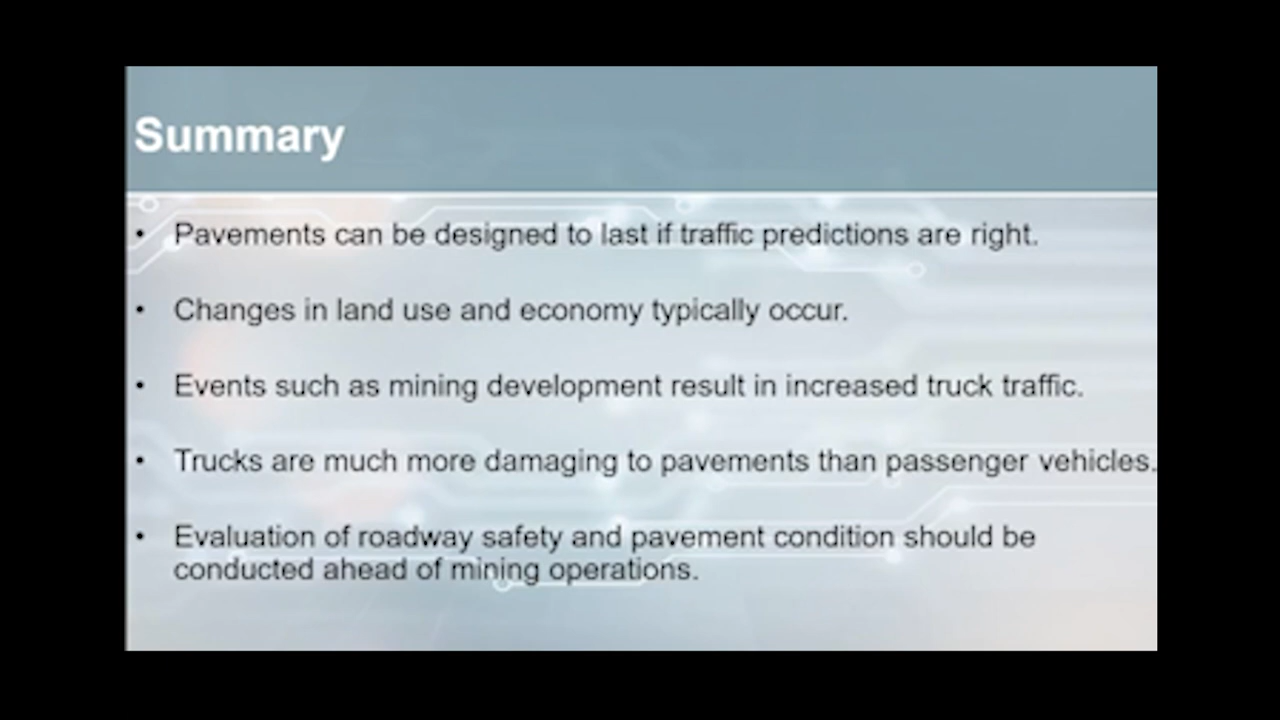 Summary
• Pavements can be designed to last if traffic predictions are right.
• Changes in land use and economy typically occur.
• Events such as mining development result in increased truck traffic.
• Trucks are much more damaging to pavements than passenger vehicles.
• Evaluation of roadway safety and pavement condition should be
conducted ahead of mining operations.